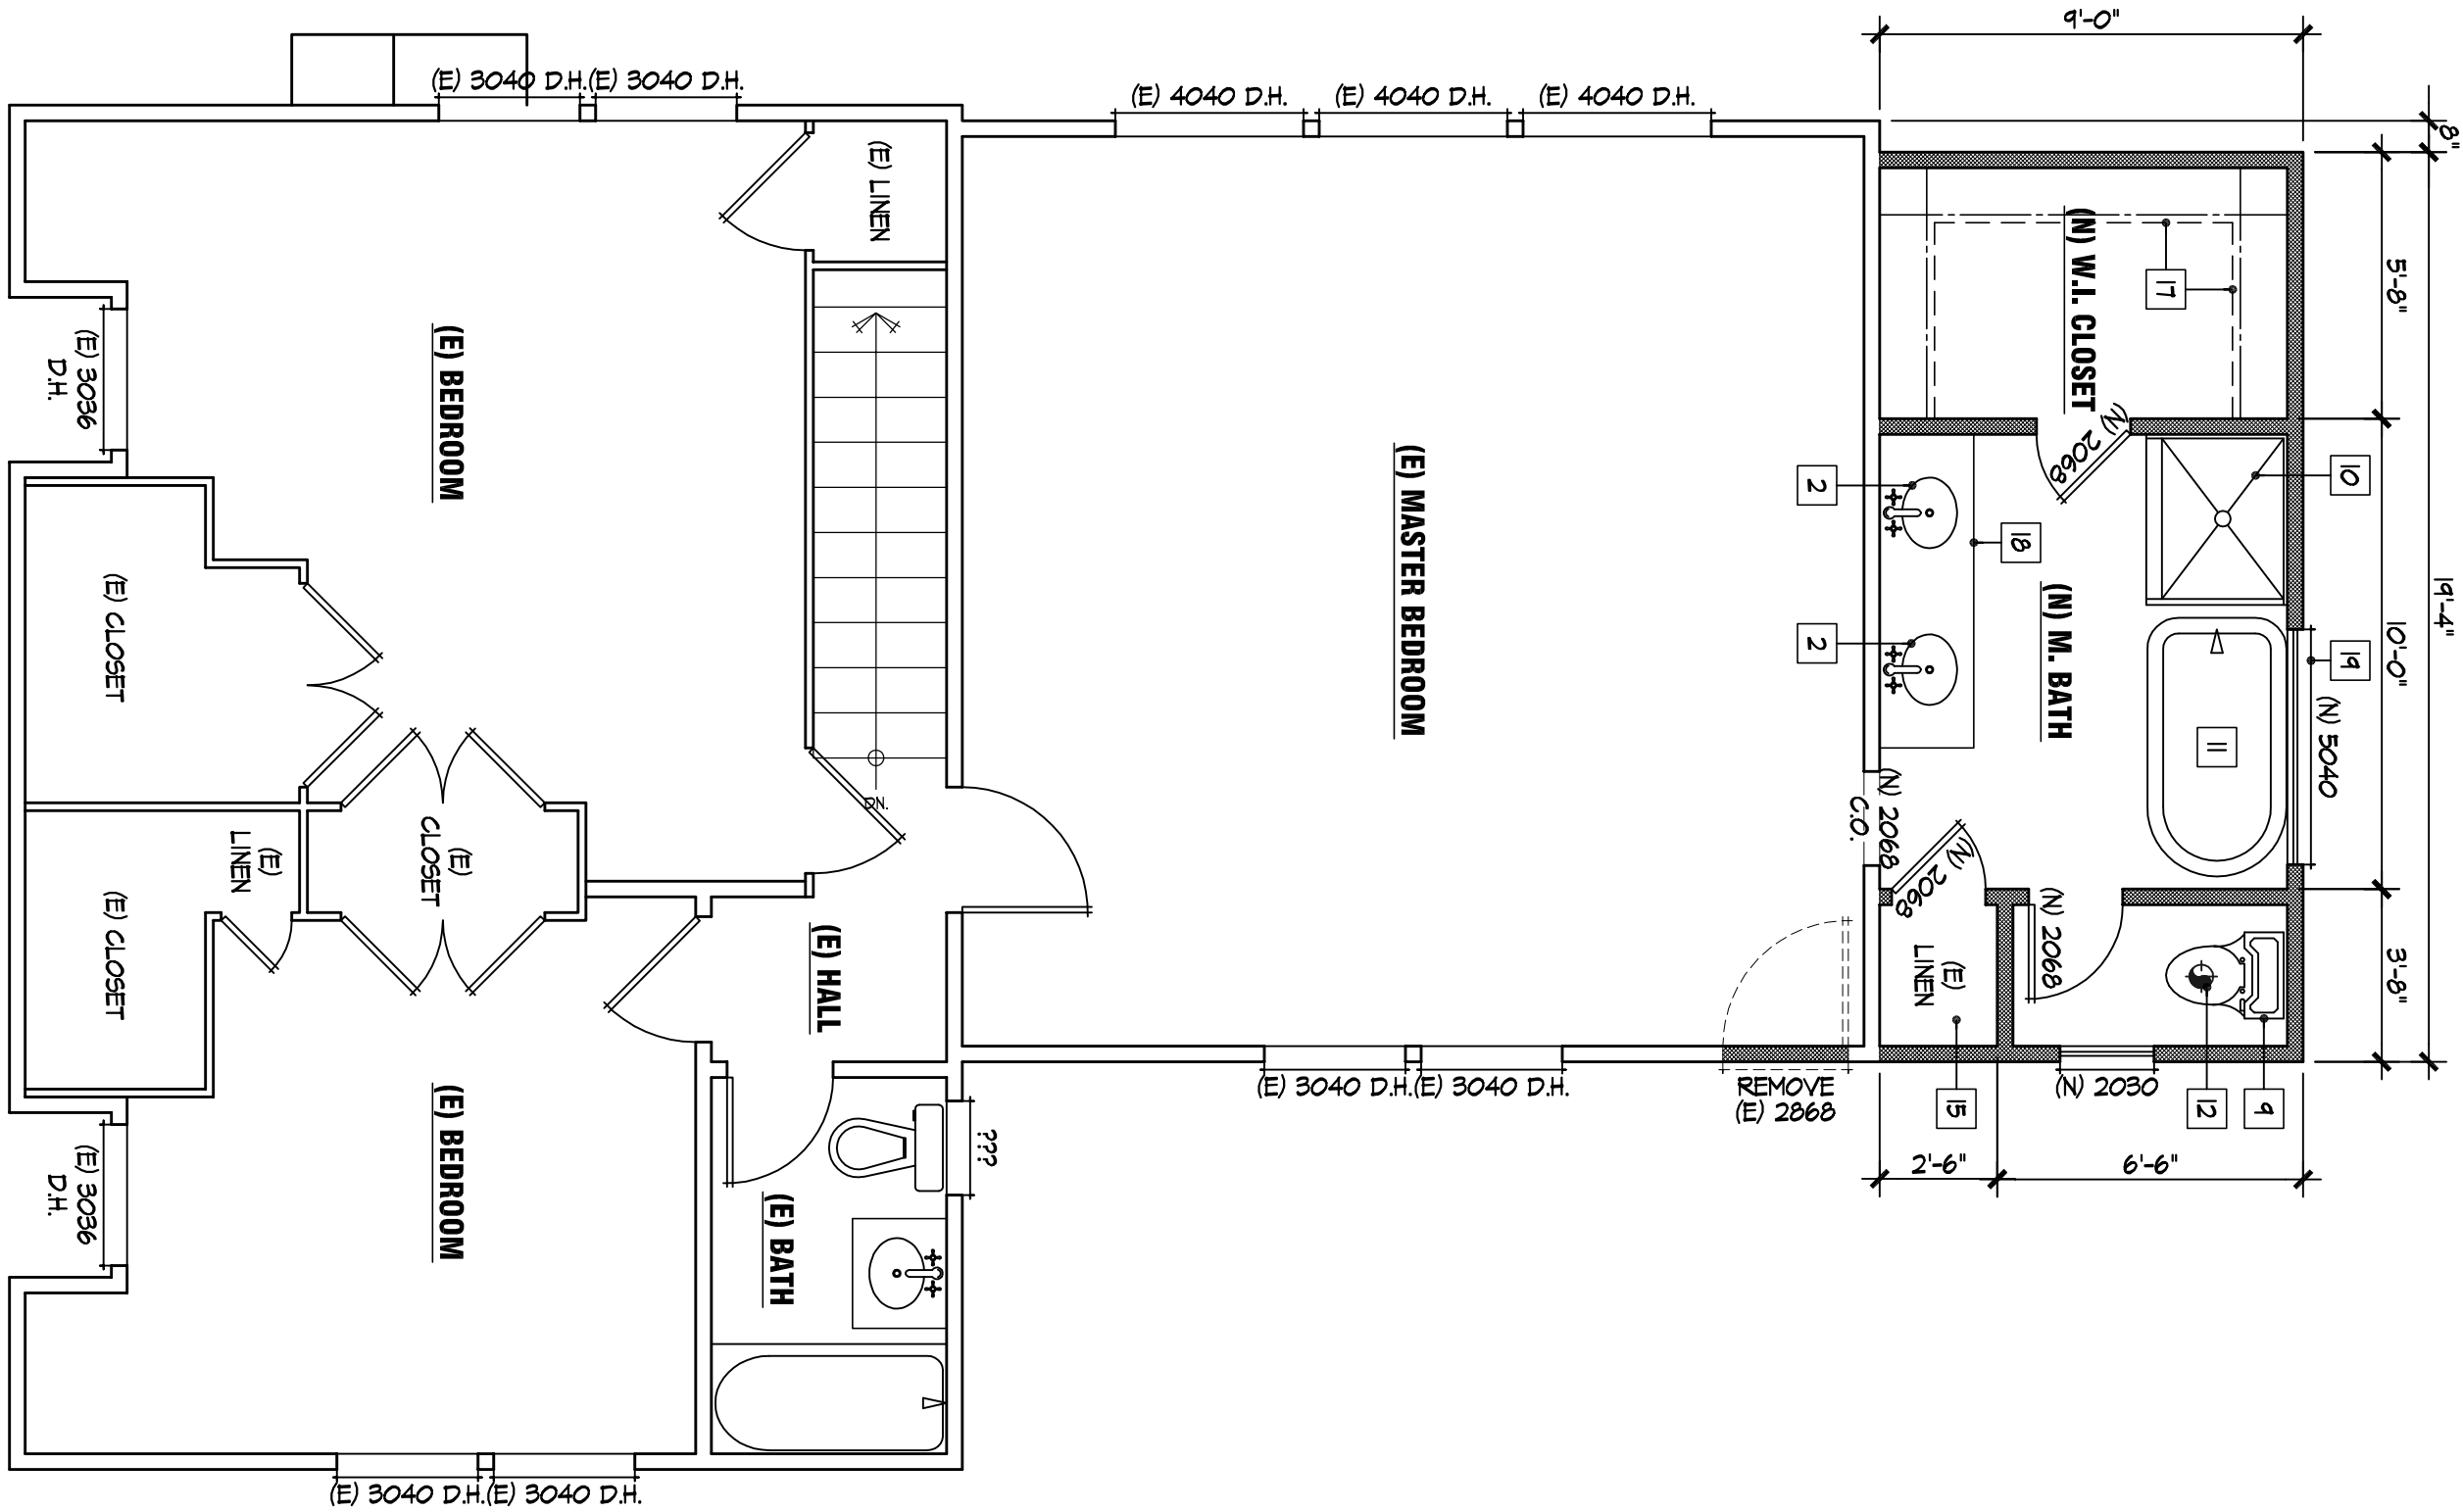 9'-0"
8"
(E) 3040 D.H.
(E) 3040 D.H.
(E) 4040 D.H.
(E) 4040 D.H.
(E) 4040 D.H.
(E) LINEN
(N) W.I. CLOSET
17
5'-8"
(E) 3036
D.H.
(E) BEDROOM
(E) MASTER BEDROOM
(N) 2068
2
10
18
19'-4"
(E) CLOSET
(N) M. BATH
2
19
10'-0"
11
(N) 5040
DN.
(N) 2068
C.O.
(E)
LINEN
(E)
CLOSET
(N) 2068
(N) 2068
(E) CLOSET
(E) HALL
(E)
LINEN
3'-8"
(E) 3040 D.H.
(E) 3040 D.H.
REMOVE
(E) 2868
15
(N) 2030
12
9
(E) 3036
D.H.
(E) BEDROOM
???
2'-6"
6'-6"
(E) BATH
(E) 3040 D.H.
(E) 3040 D.H.